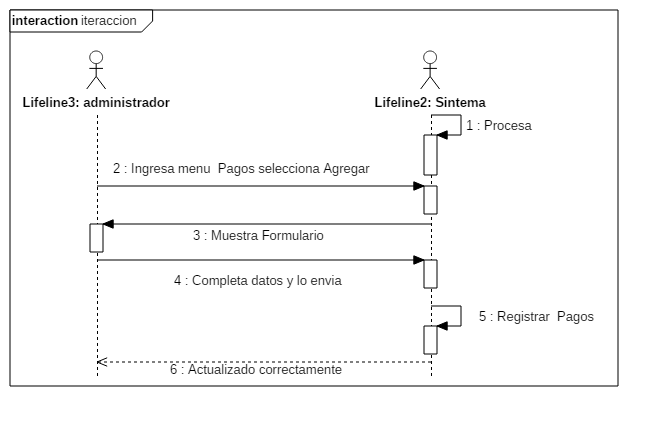 interaction iteraccion
Lifeline3: administrador
Lifeline2: Sintema
1 : Procesa
2 : Ingresa menu  Pagos selecciona Agregar
3 : Muestra Formulario
4 : Completa datos y lo envia
5 : Registrar  Pagos
6 : Actualizado correctamente